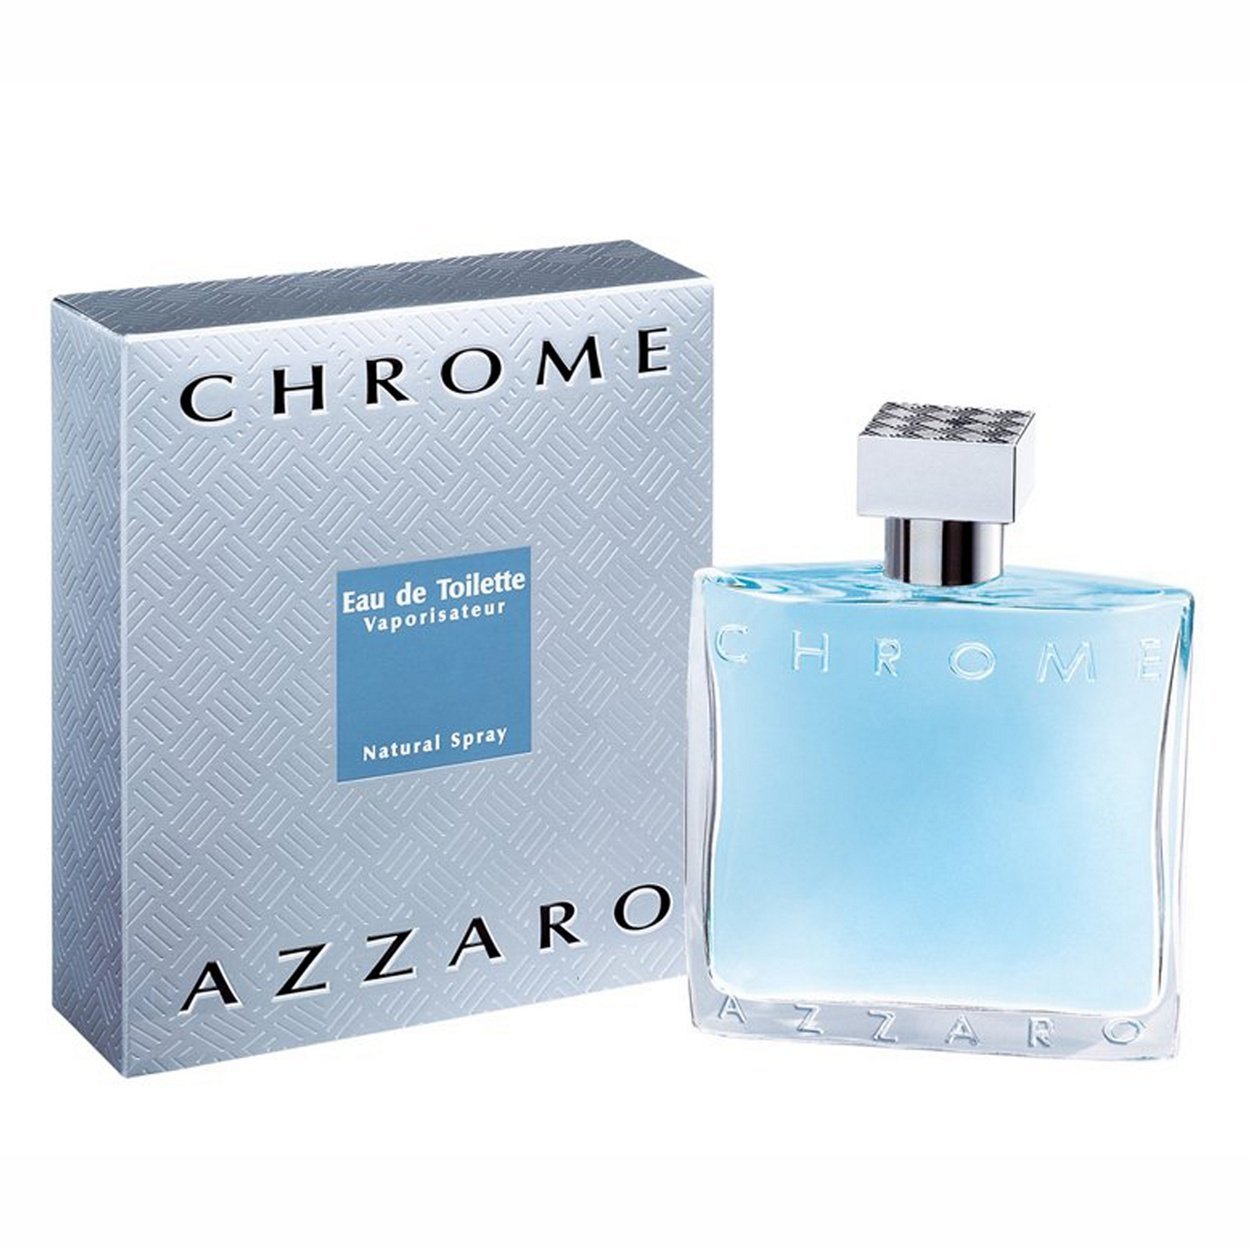 CHROME
Eau de Toilette
Vaporisateur
Natural Spray
AZZARO
CHROME
AZZARO